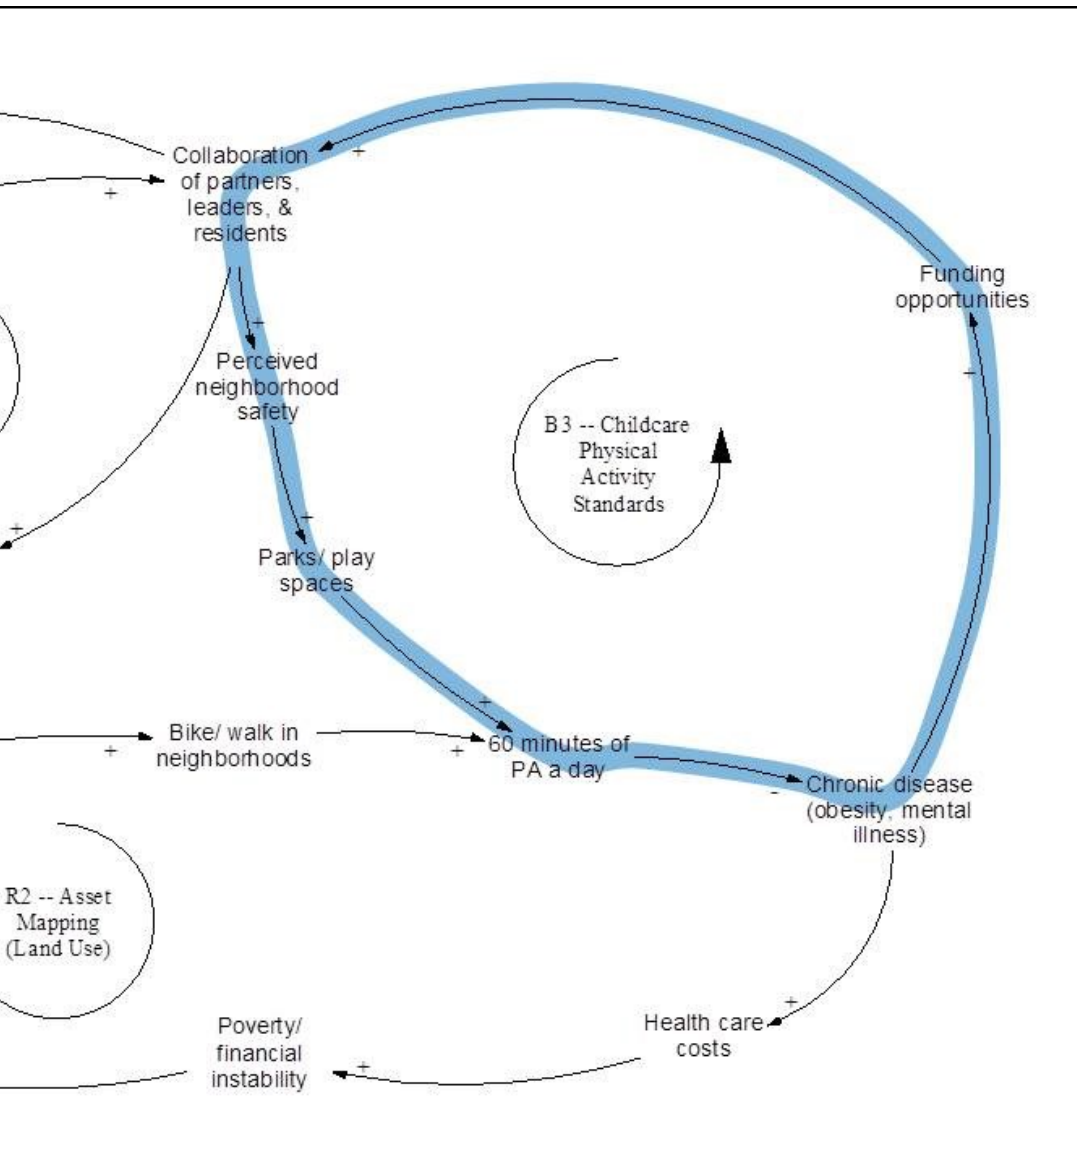 Collaboration
of partners,
leaders, &
residents
+
+
Funding
opportunities
+
+
Perceived
neighborhood
safety
B3 -- Childcare
Physical
Activity
Standards
+
+
Parks/ play
spaces
+
Bike/ walk in
neighborhoods
+
+
60 minutes of
PA a day
-
Chronic disease
(obesity, mental
illness)
R2 -- Asset
Mapping
(Land Use)
+
Health care
costs
+
Poverty/
financial
instability